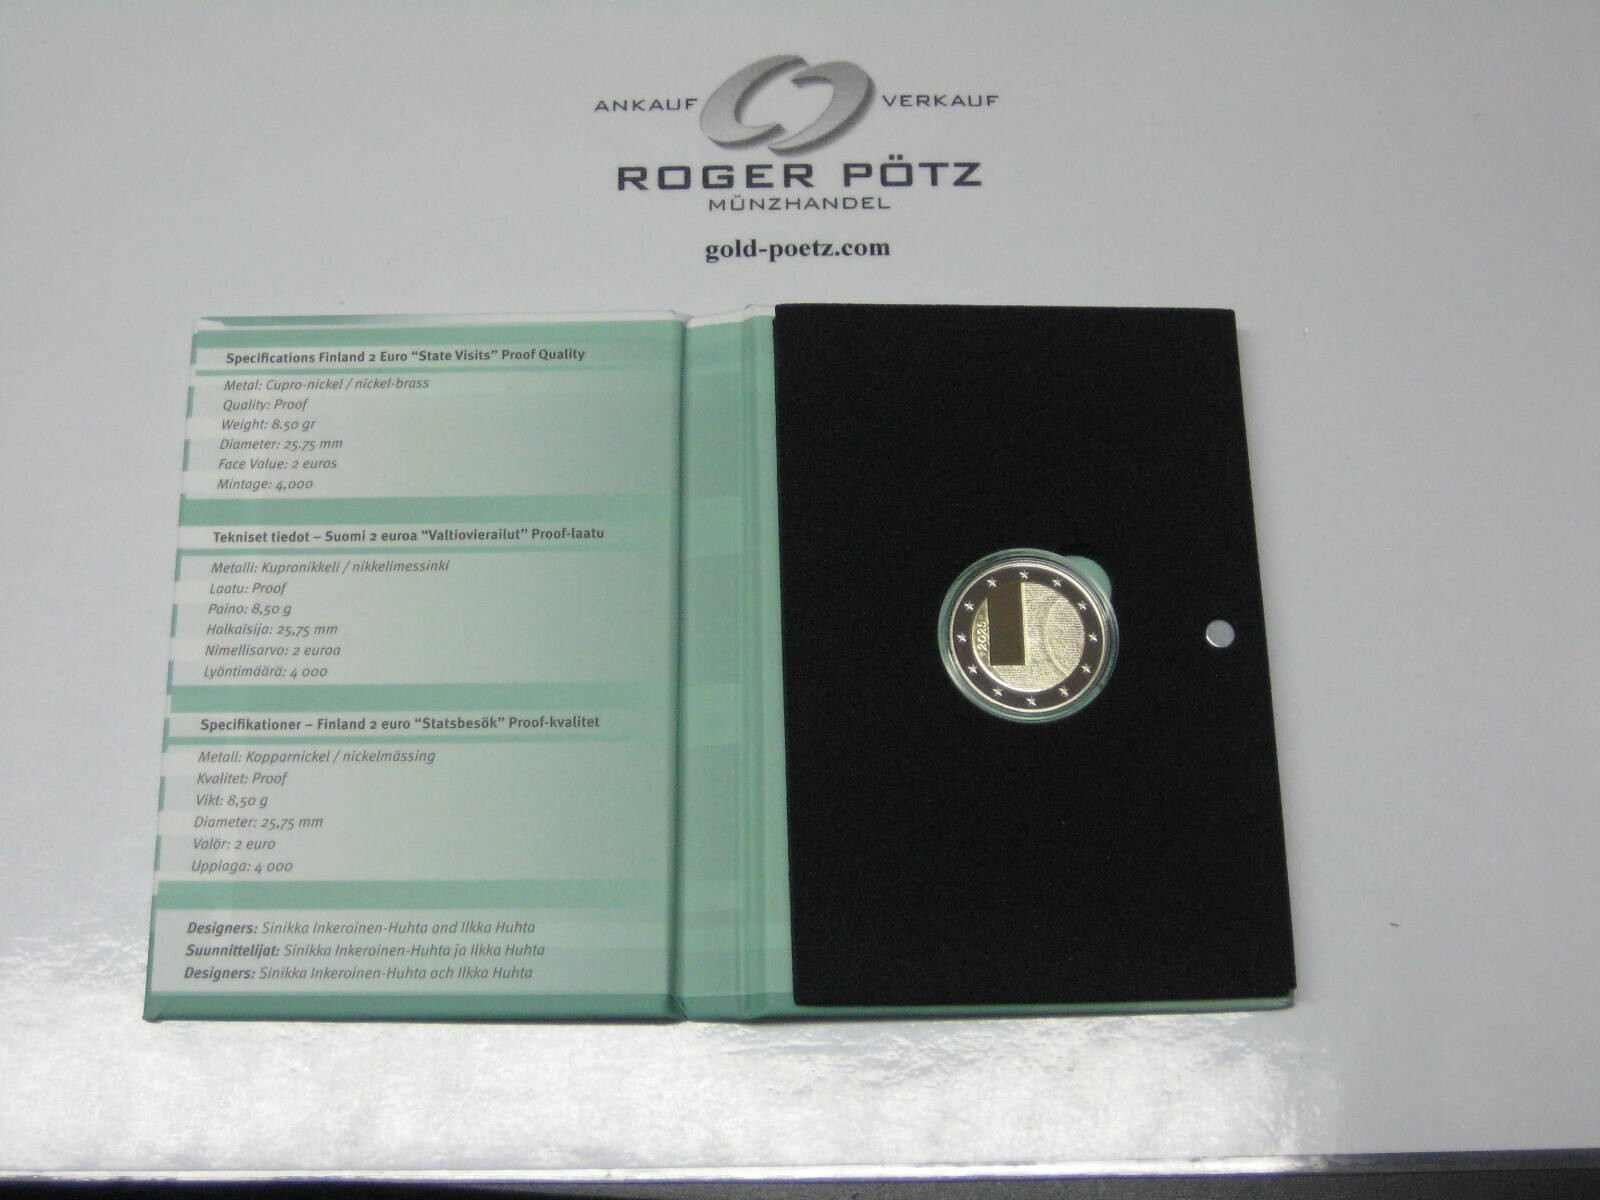 ANKAUF VERKAUF
ROGER PÖTZ
MÜNZHANDEL
gold-poetz.com
Specifications Finland 2 Euro "State Visits" Proof Quality
Metal: Cupro-nickel / nickel-brass
Quality: Proof
Weight: 8.50 gr
Diameter: 25.75 mm
Face Value: 2 euros
Mintage: 4,000
Tekniset tiedot – Suomi 2 euroa "Valtiovierailut" Proof-laatu
Metalli: Kupronikkeli / nikkelimessinki
Laatu: Proof
Paino: 8,50 g
Halkaisija: 25,75 mm
Nimellisarvo: 2 euroa
Lyöntimäärä: 4 000
Specifikationer – Finland 2 euro "Statsbesök" Proof-kvalitet
Metall: Kopparnickel / nickelmässing
Kvalitet: Proof
Vikt: 8,50 g
Diameter: 25,75 mm
Valör: 2 euro
Upplaga: 4 000
Designers: Sinikka Inkeroinen-Huhta and Ilkka Huhta
Suunnittelijat: Sinikka Inkeroinen-Huhta ja Ilkka Huhta
Designers: Sinikka Inkeroinen-Huhta och Ilkka Huhta
2025